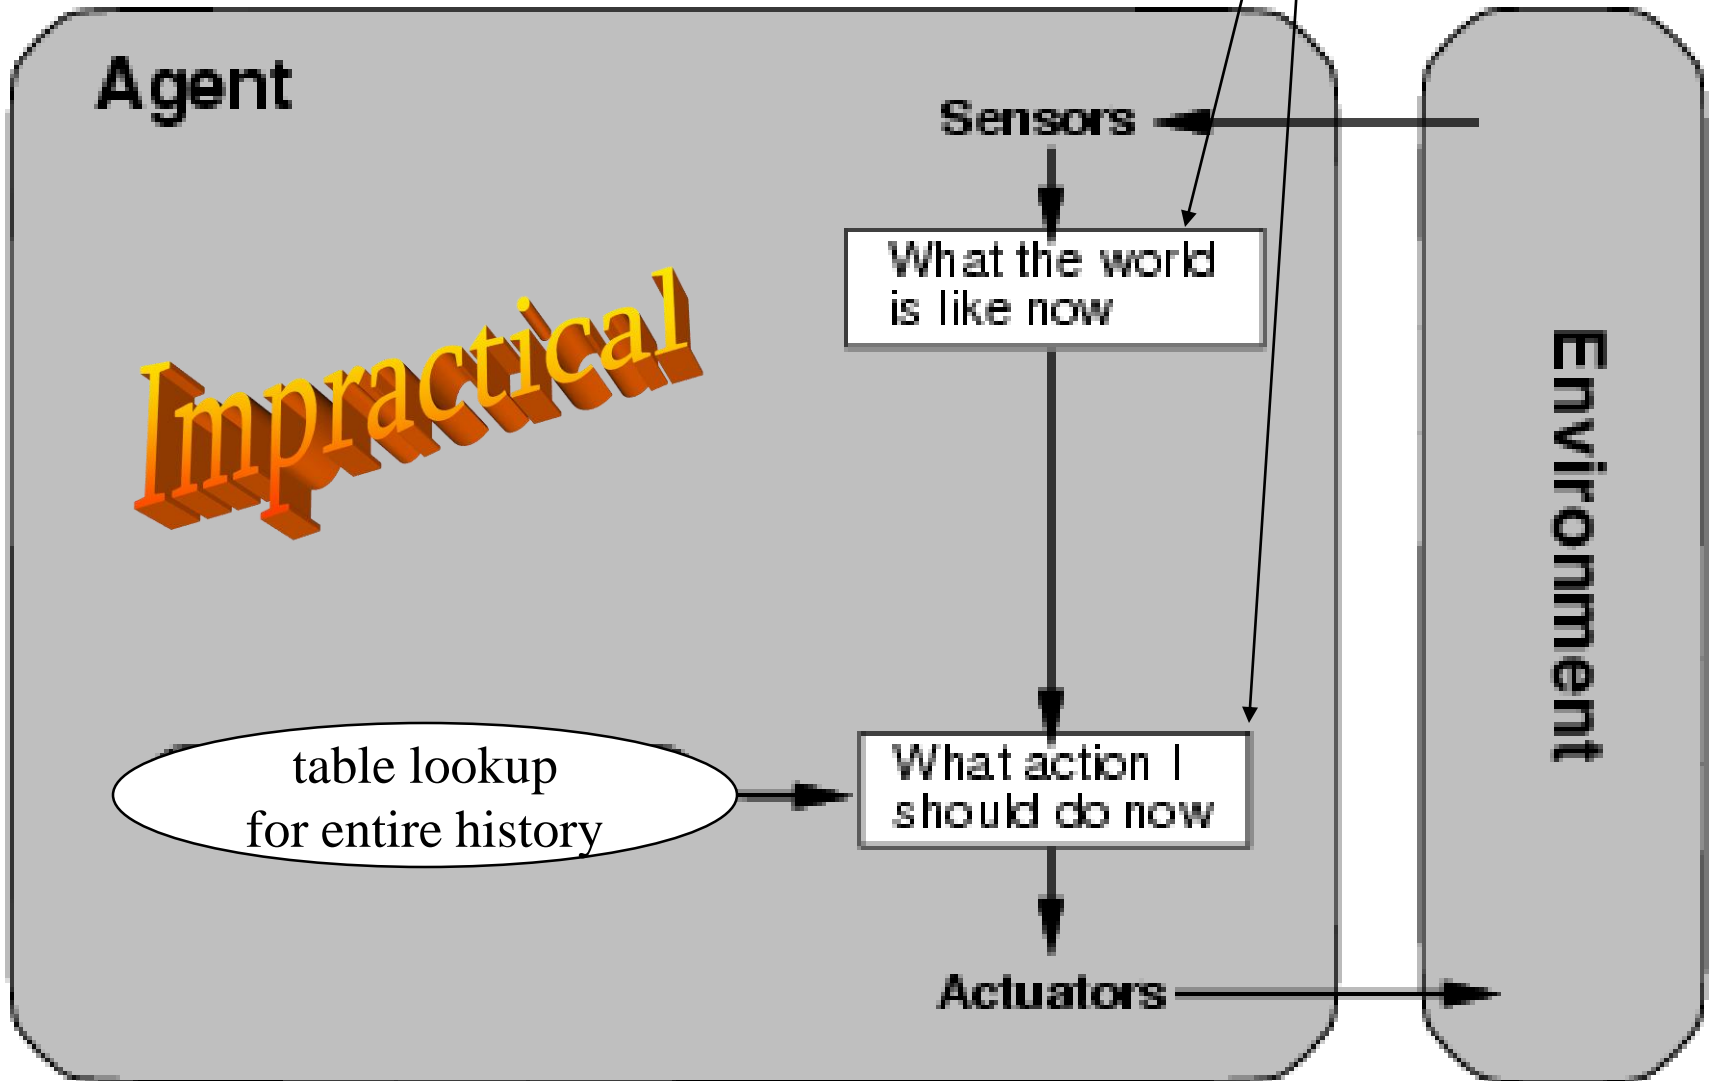 Agent
Sensors
What the world
is like now
Impractical
Environment
table lookup
for entire history
What action I
should do now
Actuators